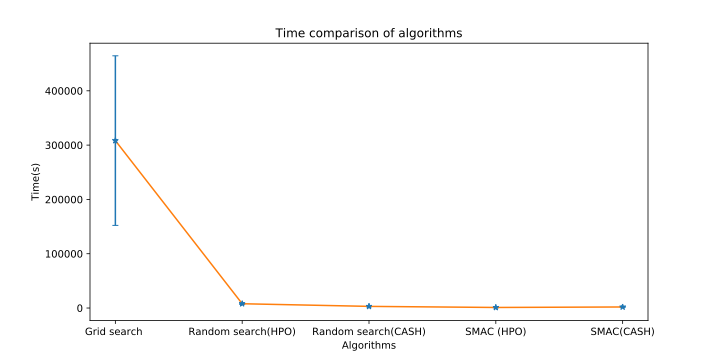 Time comparison of algorithms
400000
300000
200000
100000
0
Time(s)
Grid search
Random search(HPO)
Random search(CASH)
SMAC (HPO)
SMAC(CASH)
Algorithms